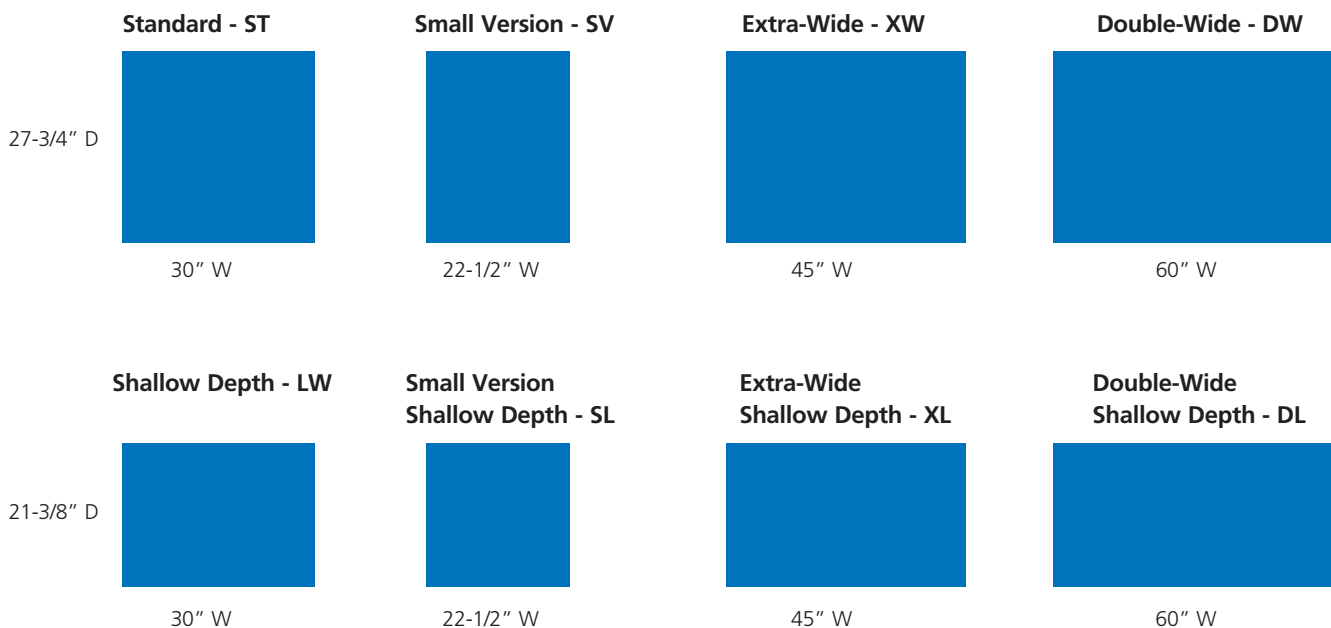 Standard - ST
Small Version - SV
Extra-Wide - XW
Double-Wide - DW
27-3/4” D
30” W
22-1/2” W
45” W
60” W
Shallow Depth - LW
Small Version
Shallow Depth - SL
Extra-Wide
Shallow Depth - XL
Double-Wide
Shallow Depth - DL
21-3/8” D
30” W
22-1/2” W
45” W
60” W